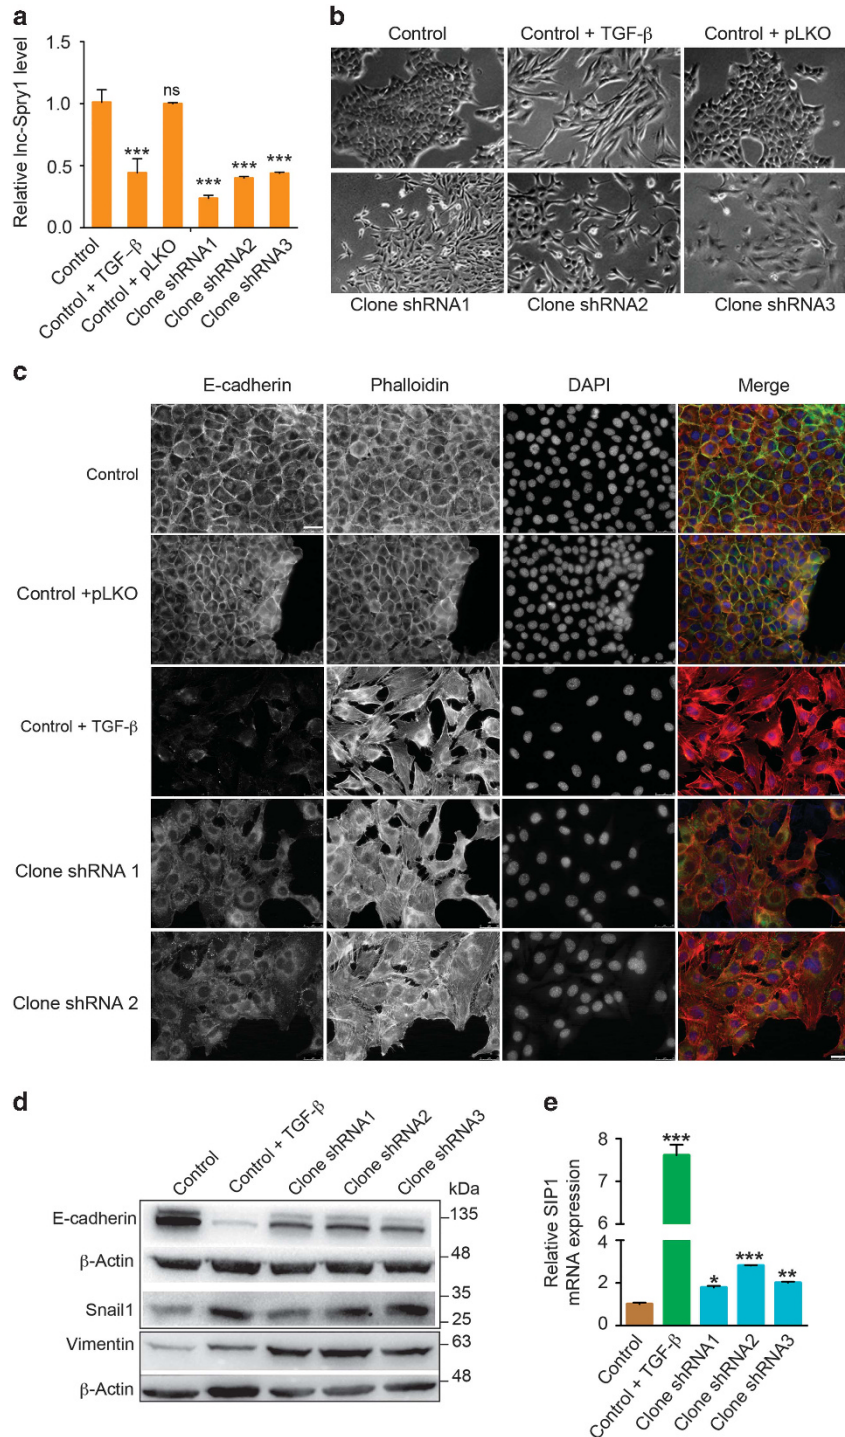 a
Relative lnc-Spry1 level
1.5
1.0
0.5
0.0
***
ns
***
***
***
Control
Control + TGF-β
Control + pLKO
Clone shRNA1
Clone shRNA2
Clone shRNA3
b
Control
Control + TGF-β
Control + pLKO
Clone shRNA1
Clone shRNA2
Clone shRNA3
c
E-cadherin
Phalloidin
DAPI
Merge
Control
Control +pLKO
Control + TGF-β
Clone shRNA 1
Clone shRNA 2
d
Control
Control + TGF-β
Clone shRNA1
Clone shRNA2
Clone shRNA3
kDa
E-cadherin
135
β-Actin
48
35
Snail1
25
Vimentin
63
48
β-Actin
e
Relative SIP1
mRNA expression
8
7
6
4
2
0
***
*
***
**
Control
Control + TGF-β
Clone shRNA1
Clone shRNA2
Clone shRNA3